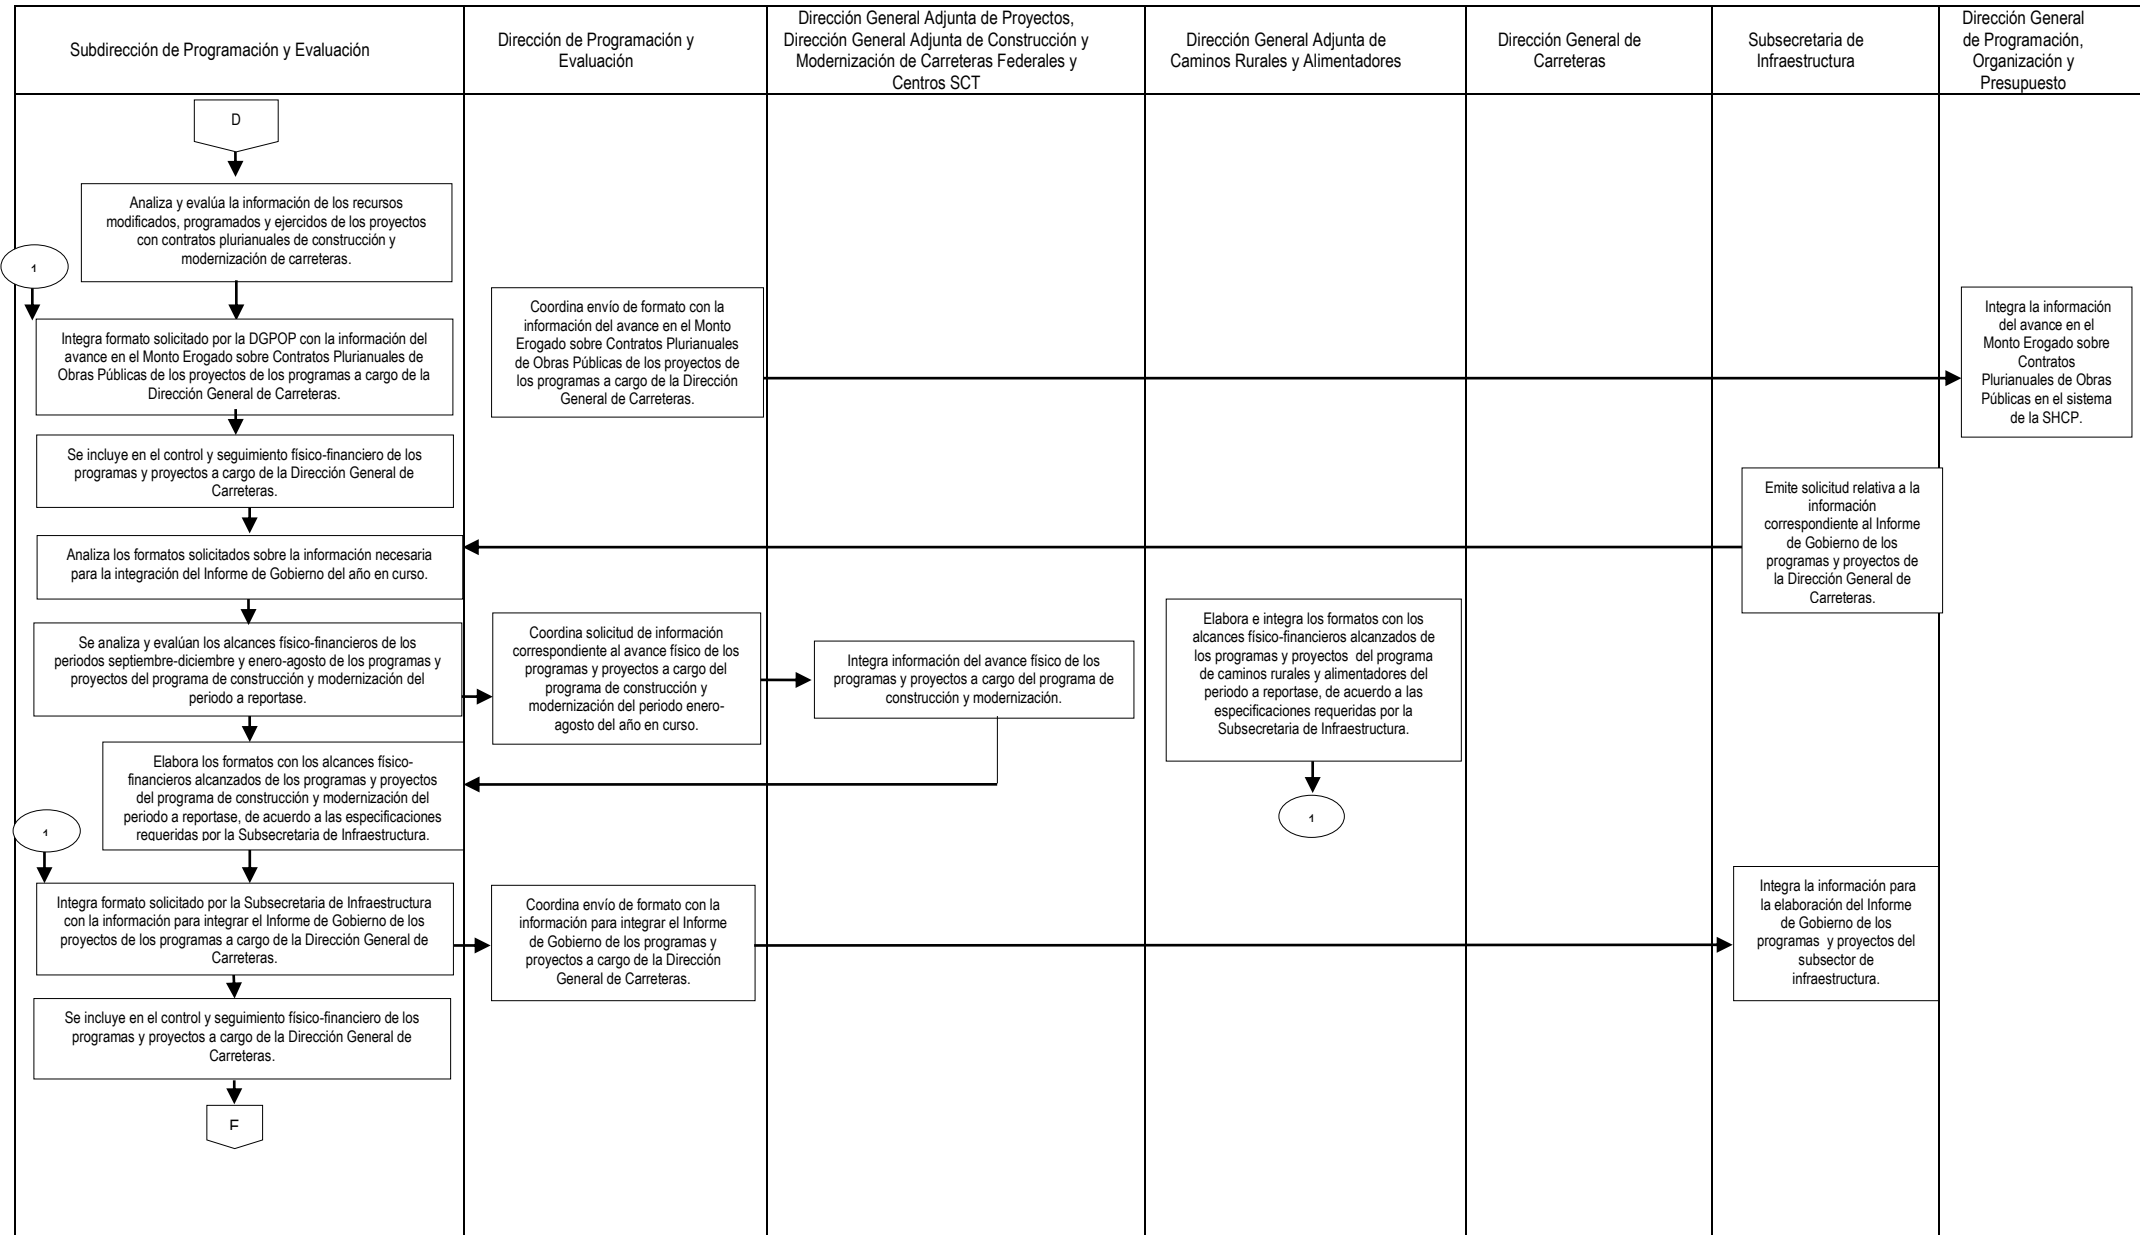 Subdirección de Programación y Evaluación
Dirección de Programación y
Evaluación
Dirección General Adjunta de Proyectos,
Dirección General Adjunta de Construcción y
Modernización de Carreteras Federales y
Centros SCT
Dirección General Adjunta de
Caminos Rurales y Alimentadores
Dirección General de
Carreteras
Subsecretaria de
Infraestructura
Dirección General
de Programación,
Organización y
Presupuesto
D
Analiza y evalúa la información de los recursos
modificados, programados y ejercidos de los proyectos
con contratos plurianuales de construcción y
modernización de carreteras.
1
Integra formato solicitado por la DGPOP con la información del
avance en el Monto Erogado sobre Contratos Plurianuales de
Obras Públicas de los proyectos de los programas a cargo de la
Dirección General de Carreteras.
Coordina envío de formato con la
información del avance en el Monto
Erogado sobre Contratos Plurianuales
de Obras Públicas de los proyectos de
los programas a cargo de la Dirección
General de Carreteras.
Integra la información
del avance en el
Monto Erogado sobre
Contratos
Plurianuales de Obras
Públicas en el sistema
de la SHCP.
Se incluye en el control y seguimiento físico-financiero de los
programas y proyectos a cargo de la Dirección General de
Carreteras.
Emite solicitud relativa a la
información
correspondiente al Informe
de Gobierno de los
programas y proyectos de
la Dirección General de
Carreteras.
Analiza los formatos solicitados sobre la información necesaria
para la integración del Informe de Gobierno del año en curso.
Se analiza y evalúan los alcances físico-financieros de los
periodos septiembre-diciembre y enero-agosto de los programas y
proyectos del programa de construcción y modernización del
periodo a reportase.
Coordina solicitud de información
correspondiente al avance físico de los
programas y proyectos a cargo del
programa de construcción y
modernización del periodo enero-
agosto del año en curso.
Integra información del avance físico de los
programas y proyectos a cargo del programa de
construcción y modernización.
Elabora e integra los formatos con los
alcances físico-financieros alcanzados de
los programas y proyectos del programa
de caminos rurales y alimentadores del
periodo a reportase, de acuerdo a las
especificaciones requeridas por la
Subsecretaria de Infraestructura.
1
Elabora los formatos con los alcances físico-
financieros alcanzados de los programas y proyectos
del programa de construcción y modernización del
periodo a reportase, de acuerdo a las especificaciones
requeridas por la Subsecretaria de Infraestructura.
1
Integra formato solicitado por la Subsecretaria de Infraestructura
con la información para integrar el Informe de Gobierno de los
proyectos de los programas a cargo de la Dirección General de
Carreteras.
Coordina envío de formato con la
información para integrar el Informe
de Gobierno de los programas y
proyectos a cargo de la Dirección
General de Carreteras.
Integra la información para
la elaboración del Informe
de Gobierno de los
programas y proyectos del
subsector de
infraestructura.
Se incluye en el control y seguimiento físico-financiero de los
programas y proyectos a cargo de la Dirección General de
Carreteras.